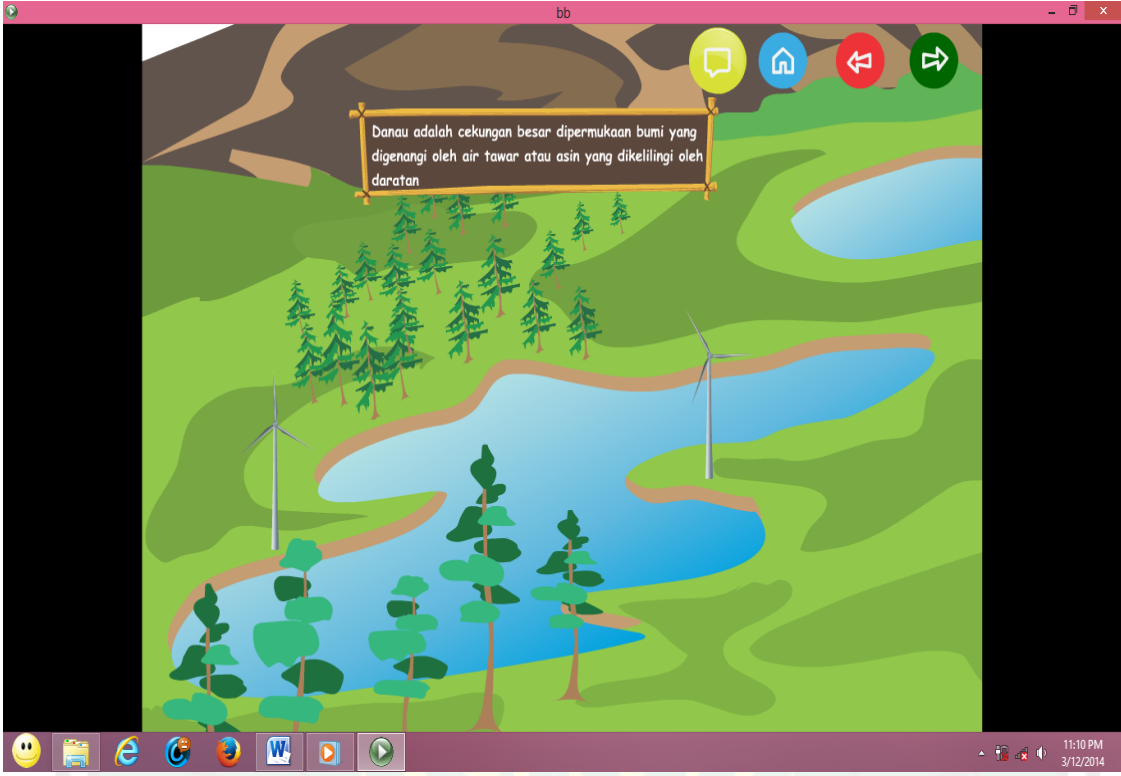 bb
Danau adalah cekungan besar dipermukaan bumi yang
digenangi oleh air tawar atau asin yang dikelilingi oleh
daratan
11:10 PM
3/12/2014